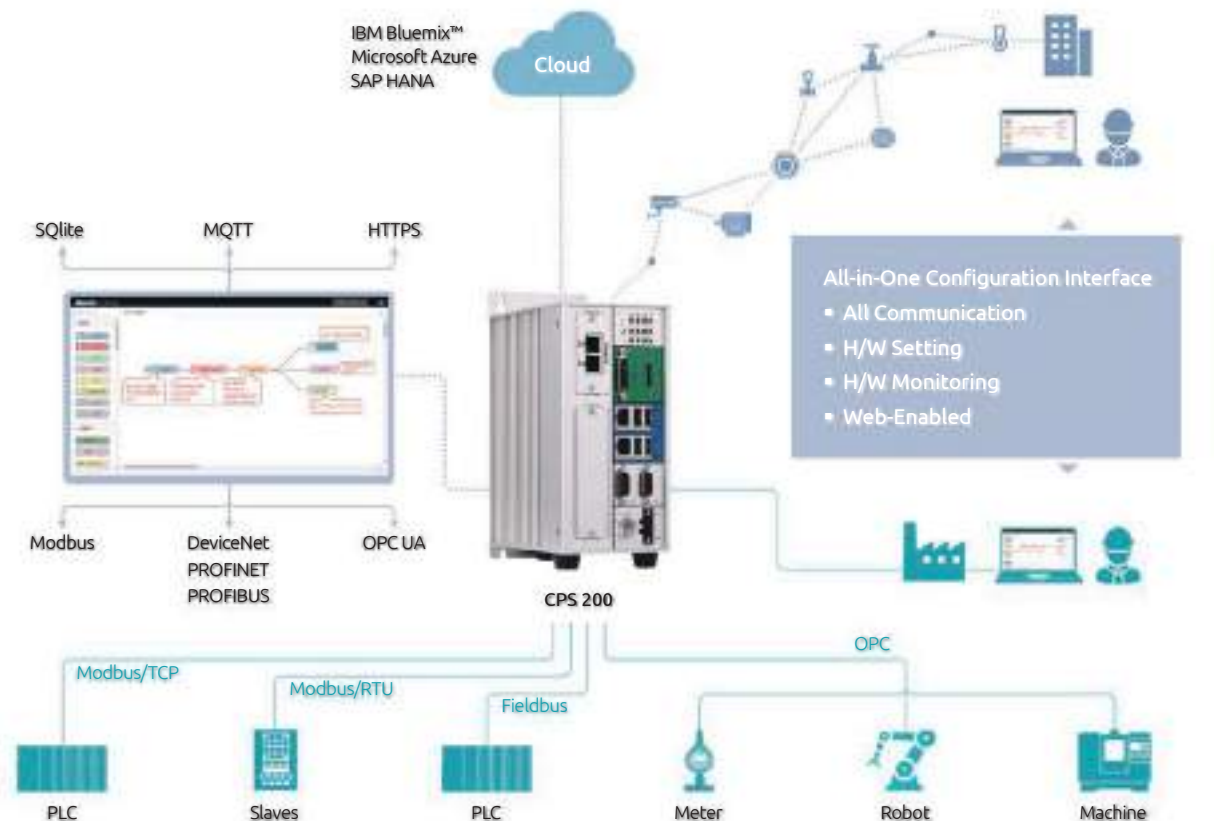 IBM Bluemix™
Microsoft Azure
SAP HANA
Cloud
SQlite
MQTT
HTTPS
All-in-One Configuration Interface
▪ All Communication
▪ H/W Setting
▪ H/W Monitoring
▪ Web-Enabled
Modbus
DeviceNet
OPC UA
PROFINET
PROFIBUS
CPS 200
Modbus/TCP
Modbus/RTU
Fieldbus
OPC
PLC
Slaves
PLC
Meter
Robot
Machine